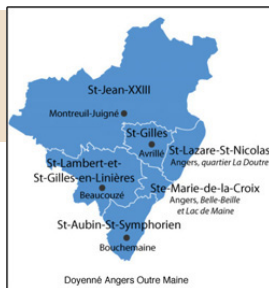 St-Jean-XXIII
Montreuil-Juigné
St-Gilles
Avrillé
St-Lazare-St-Nicolas
Angers, quartier La Doutre
St-Lambert-et-
St-Gilles-en-Linières
Beaucouzé
Ste-Marie-de-la-Croix
Angers, Belle-Beille
et Lac de Maine
St-Aubin-St-Symphorien
Bouchemaine
Doyenné Angers Outre Maine